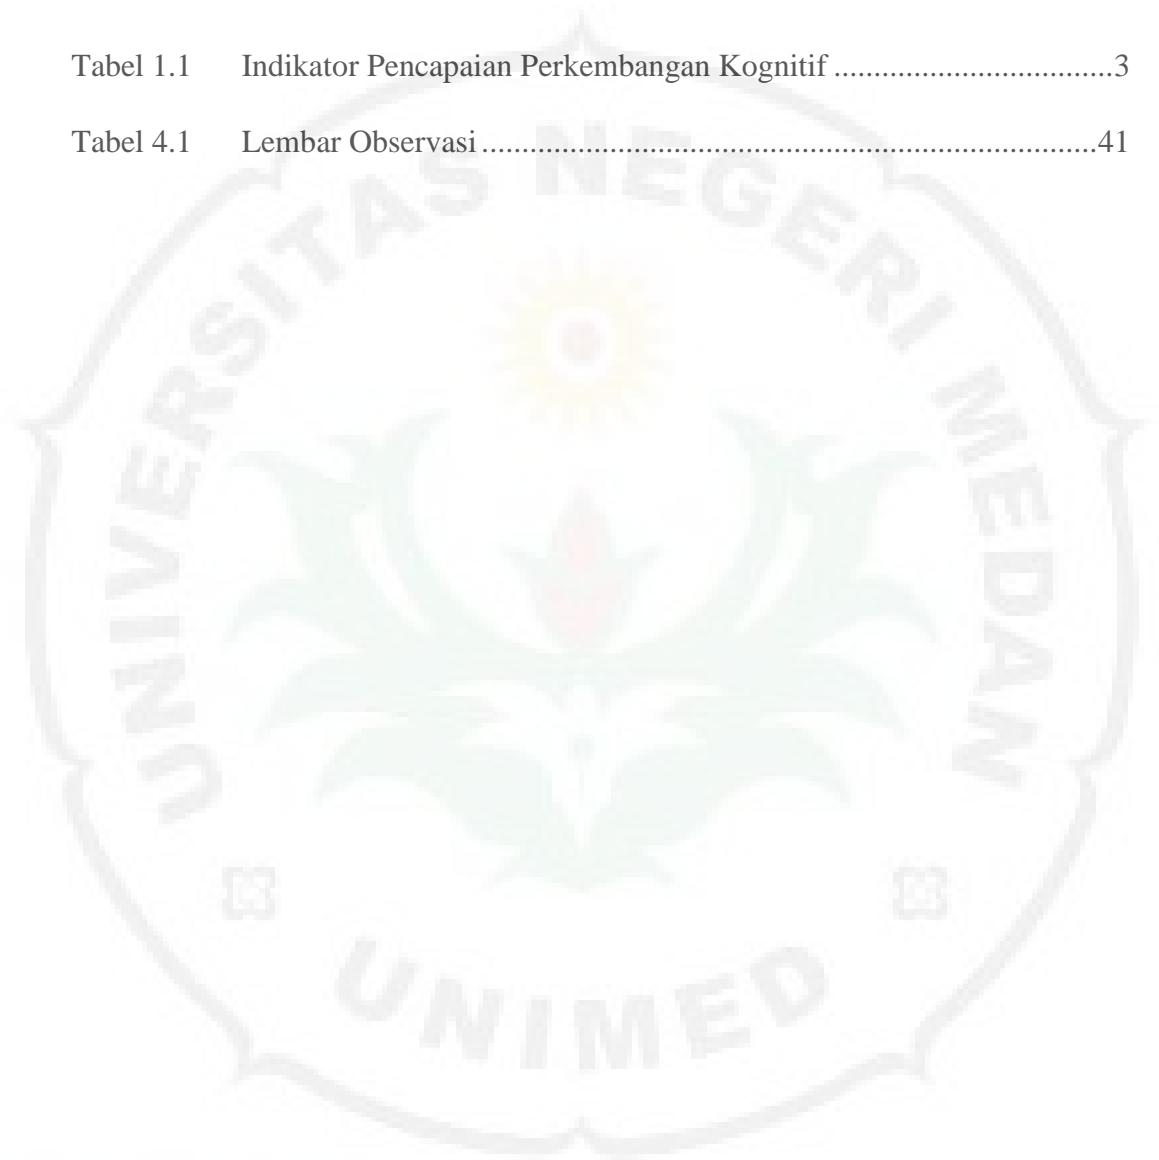 Tabel 1.1 Indikator Pencapaian Perkembangan Kognitif ...................................3
Tabel 4.1 Lembar Observasi .............................................................................41
UNIVERSITAS NEGERI MEDAN
UNIMED